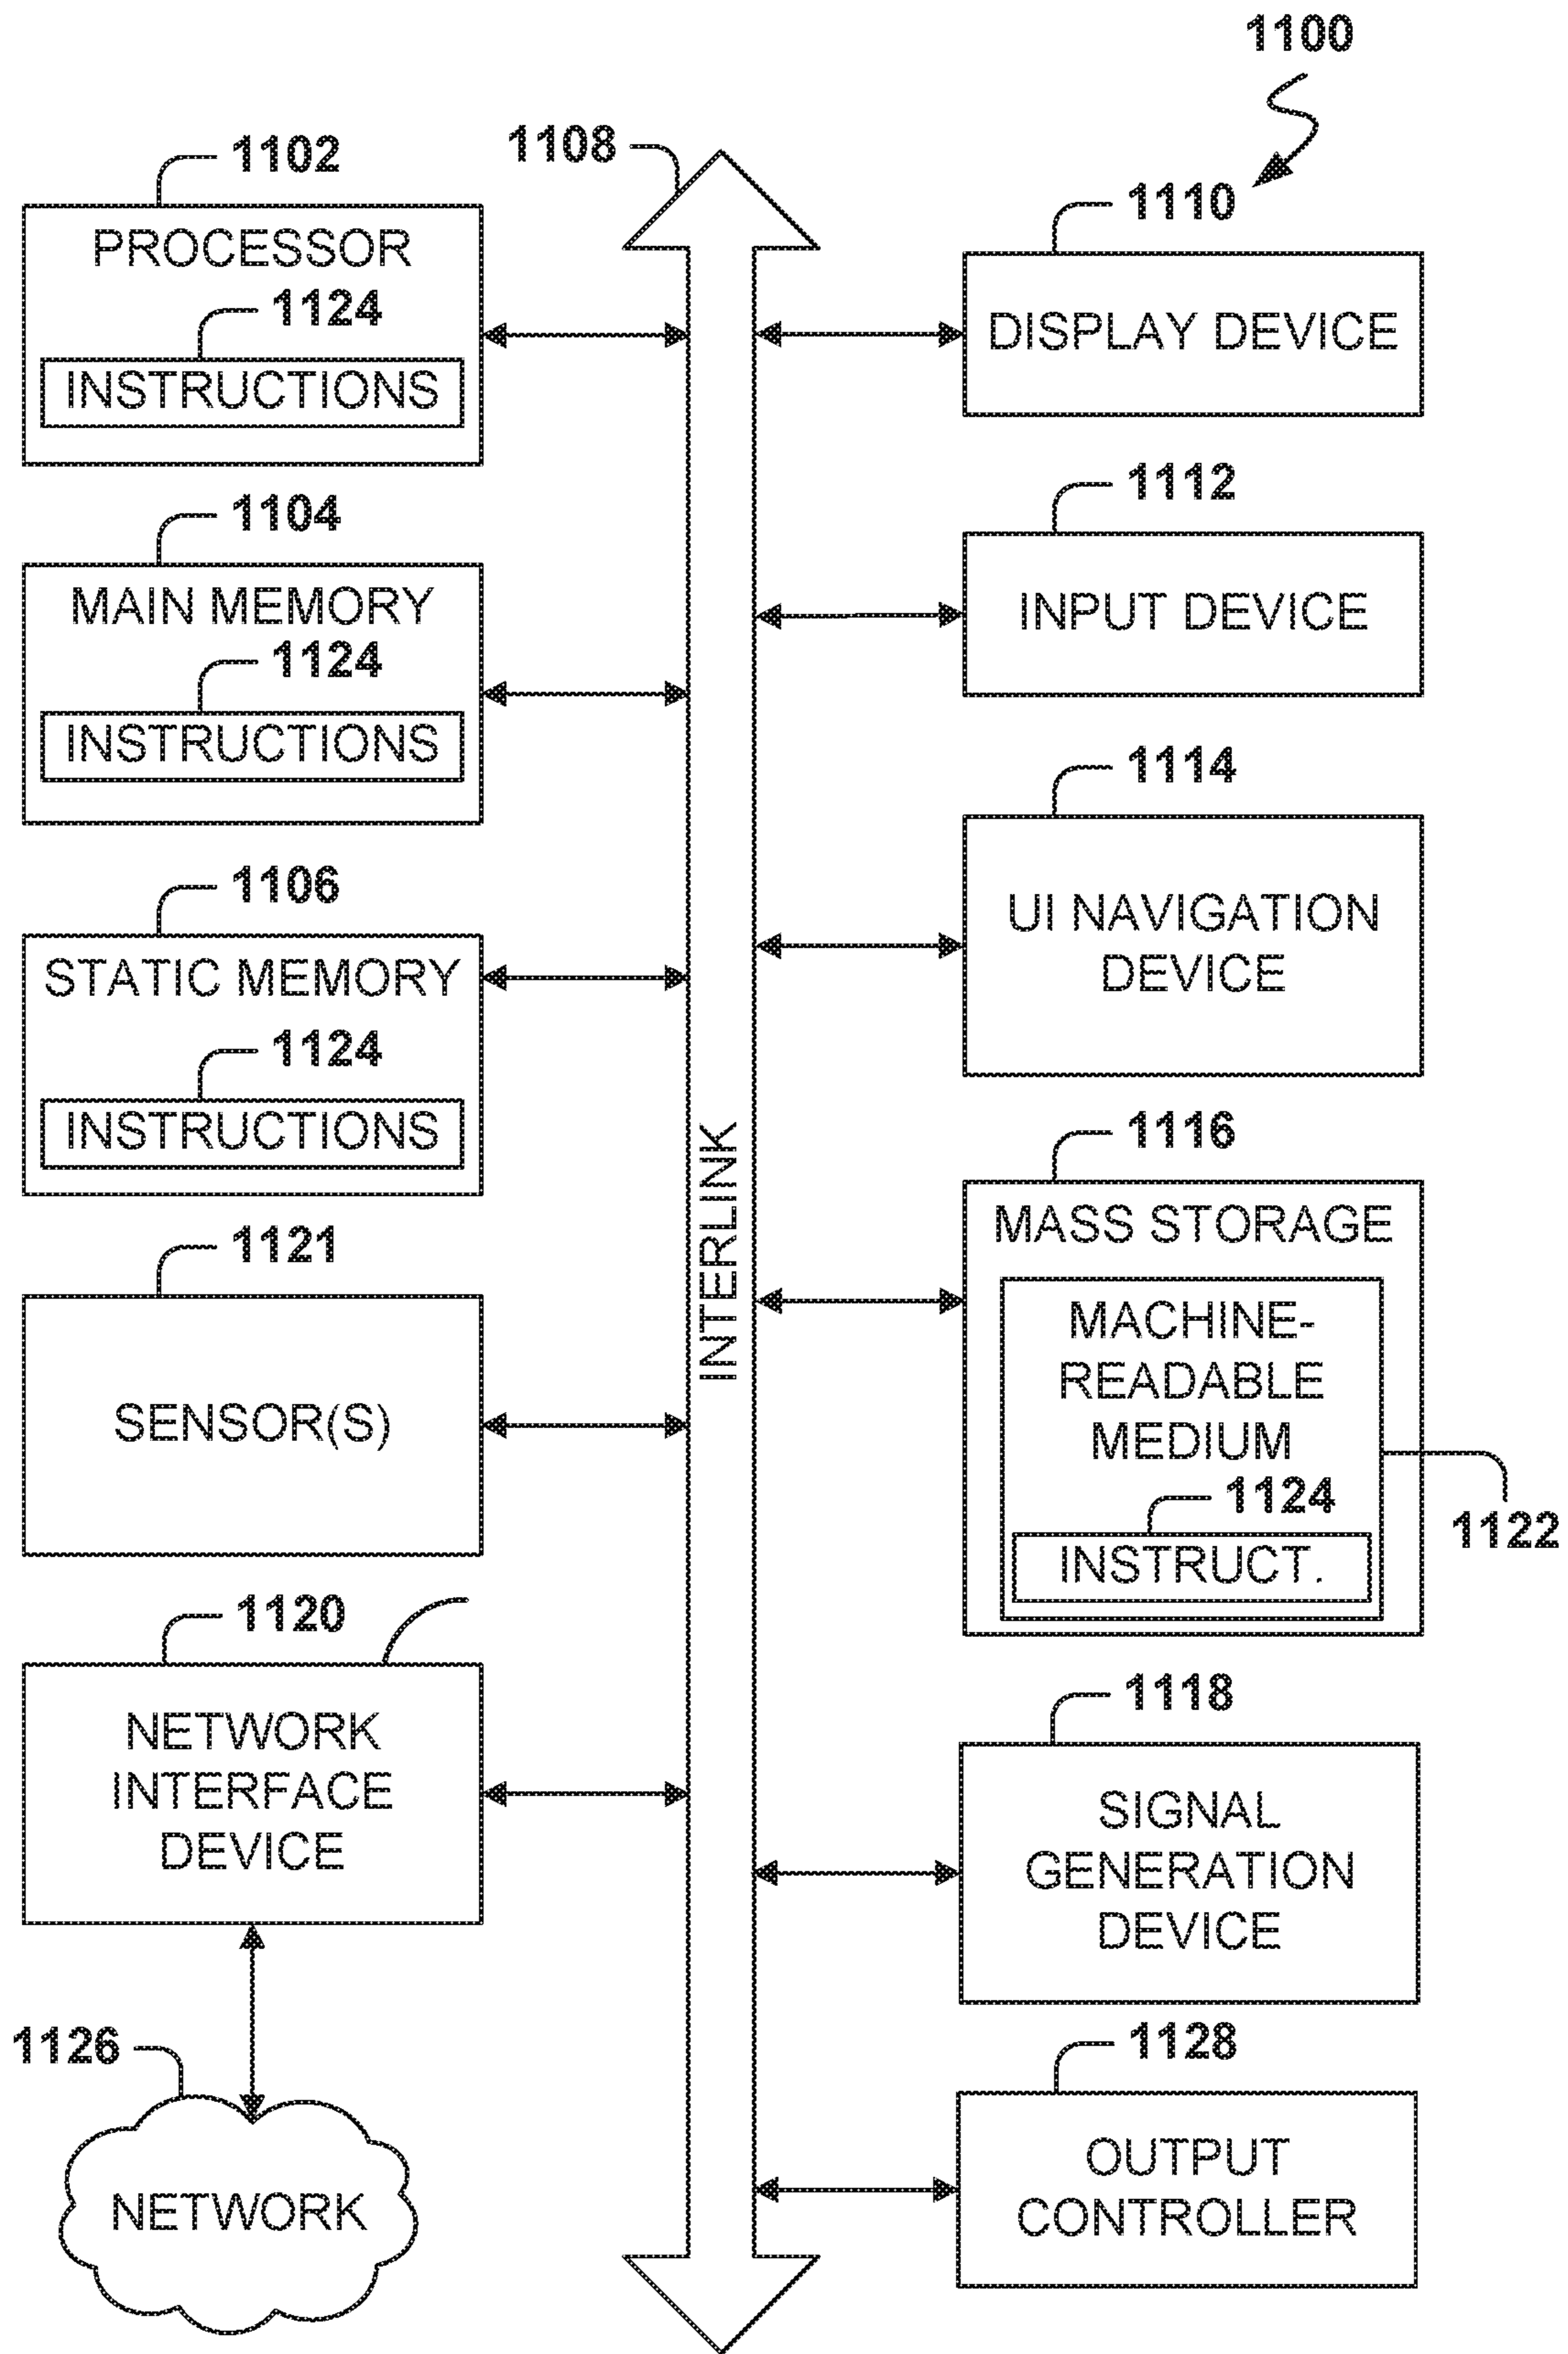 1100
1102
PROCESSOR
1124
INSTRUCTIONS
1104
MAIN MEMORY
1124
INSTRUCTIONS
1106
STATIC MEMORY
1124
INSTRUCTIONS
1121
SENSOR(S)
1120
NETWORK
INTERFACE
DEVICE
1126
NETWORK
1108
INTERLINK
1110
DISPLAY DEVICE
1112
INPUT DEVICE
1114
UI NAVIGATION
DEVICE
1116
MASS STORAGE
MACHINE-
READABLE
MEDIUM
1124
INSTRUCT.
1122
1118
SIGNAL
GENERATION
DEVICE
1128
OUTPUT
CONTROLLER